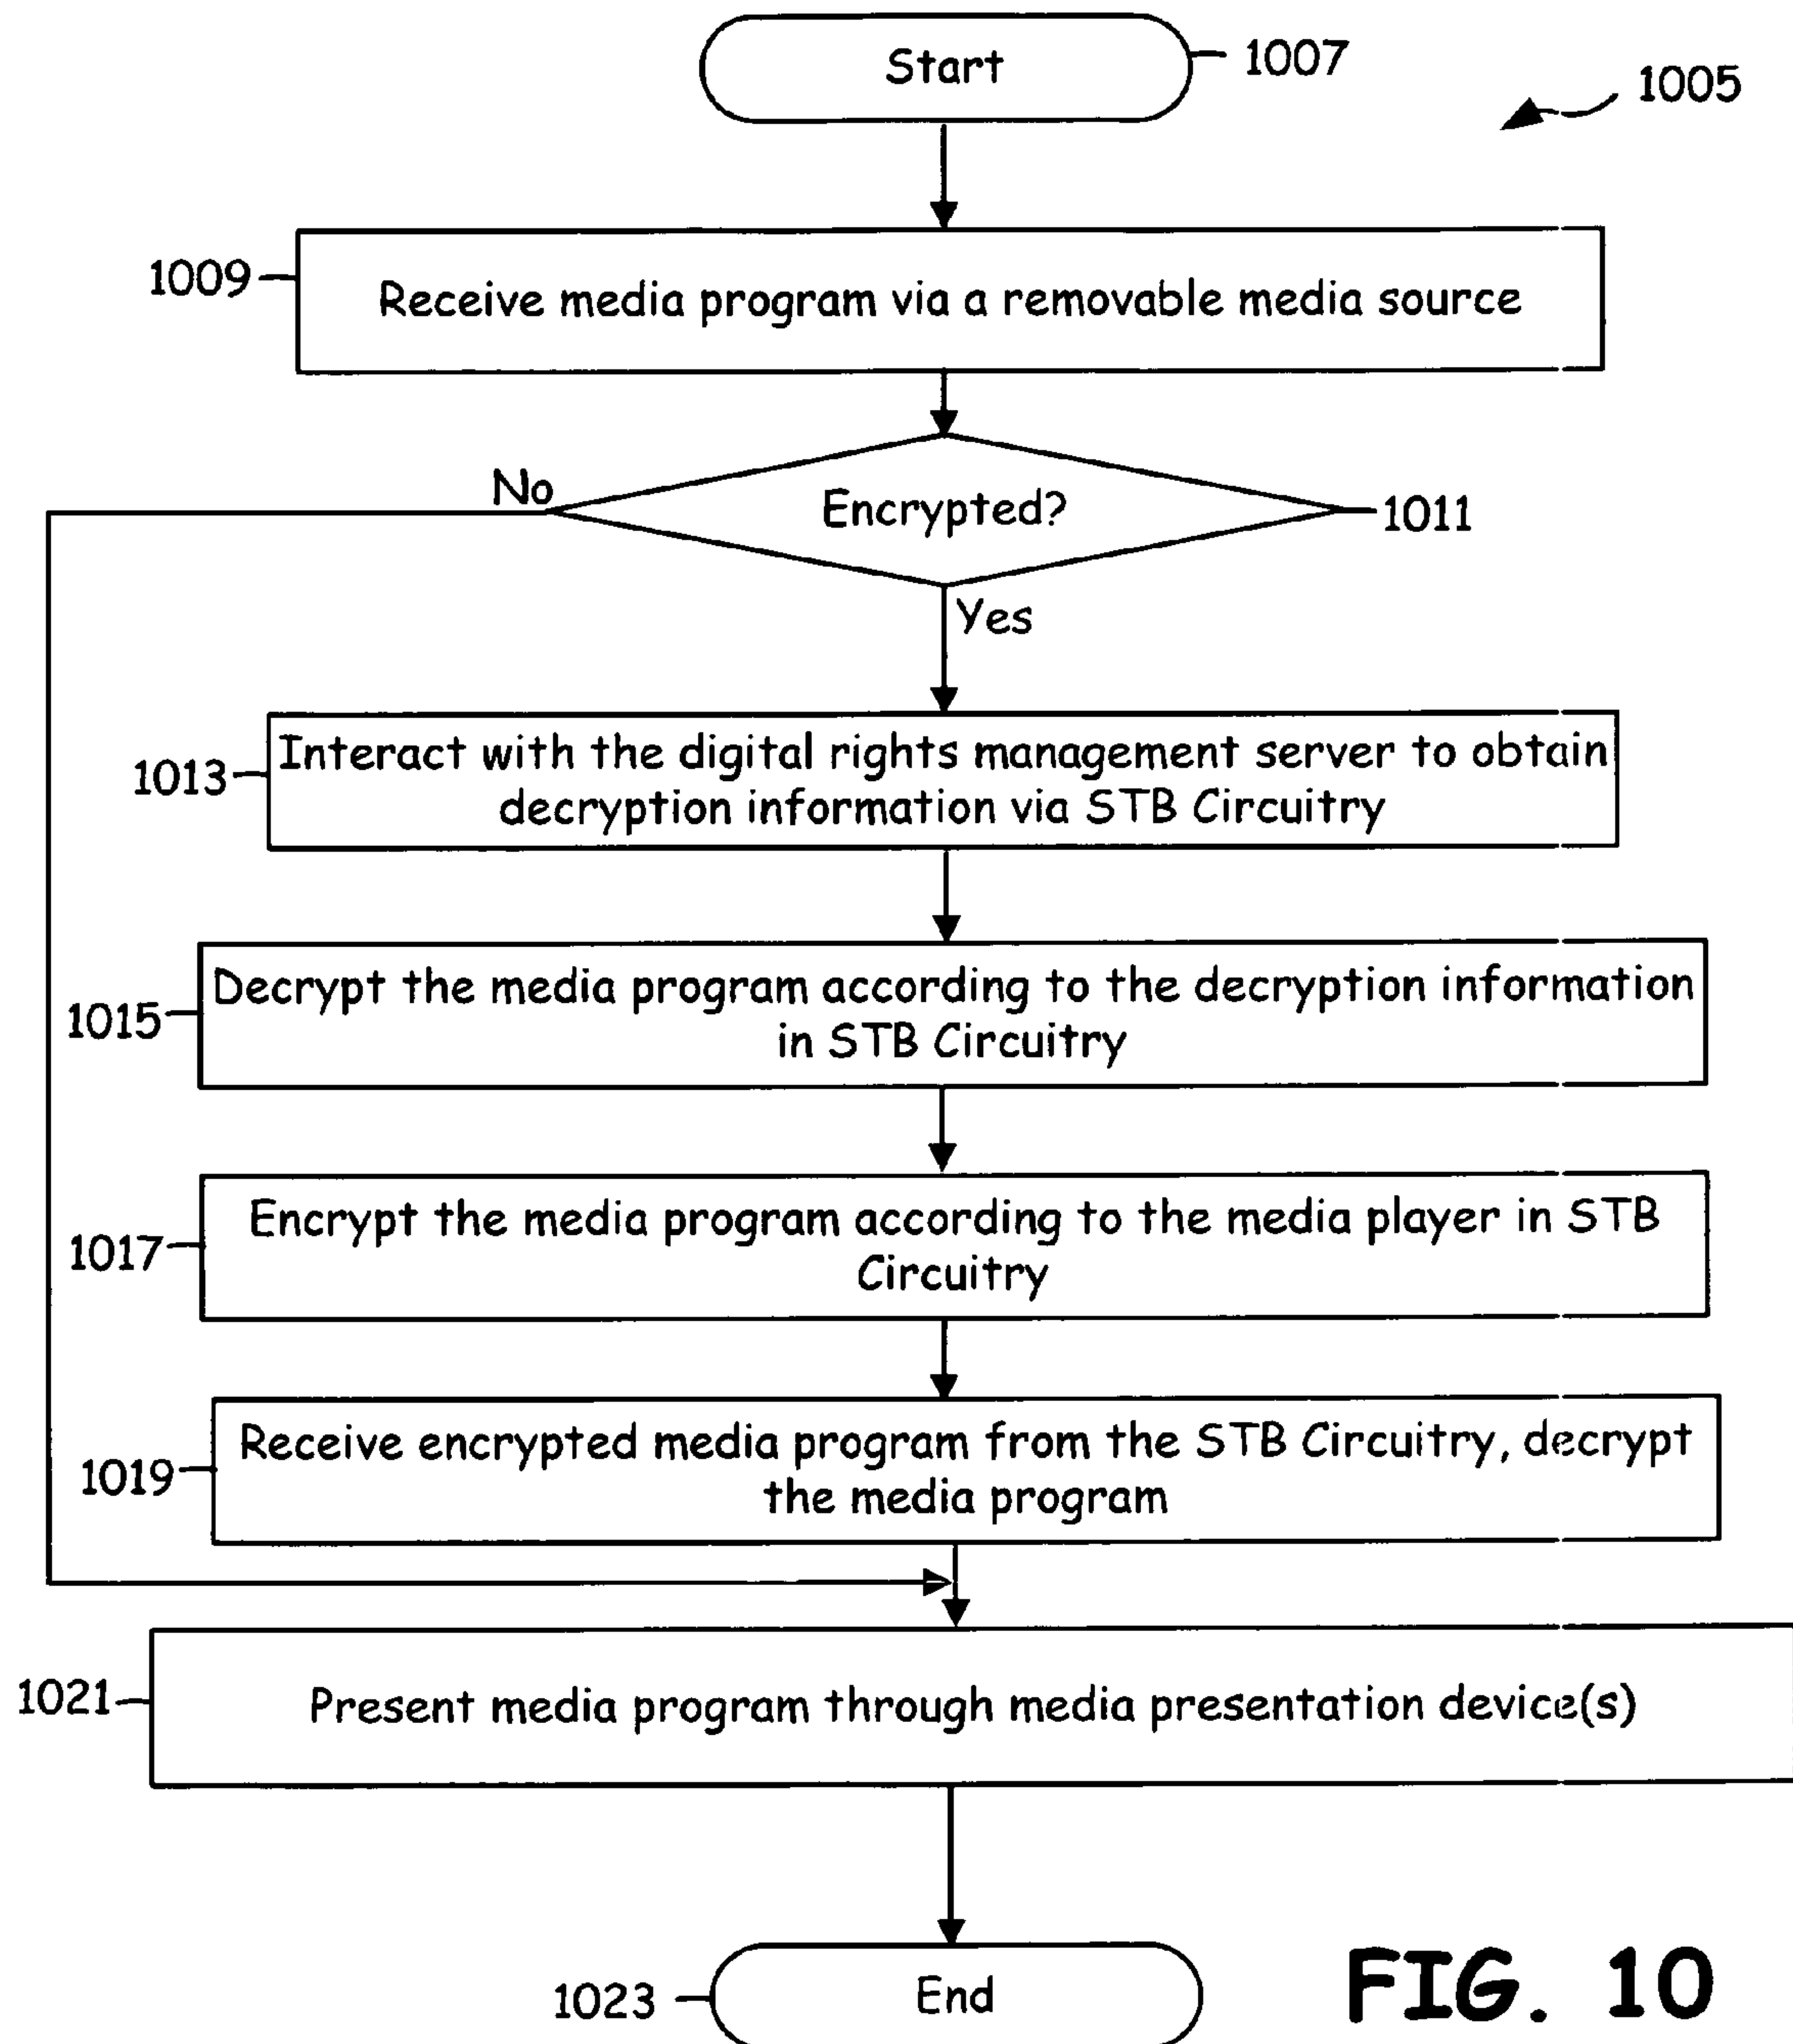 Start
1007
1005
1009
Receive media program via a removable media source
No
Encrypted?
1011
Yes
1013
Interact with the digital rights management server to obtain
decryption information via STB Circuitry
1015
Decrypt the media program according to the decryption information
in STB Circuitry
1017
Encrypt the media program according to the media player in STB
Circuitry
1019
Receive encrypted media program from the STB Circuitry, decrypt
the media program
1021
Present media program through media presentation device(s)
1023
End
FIG. 10